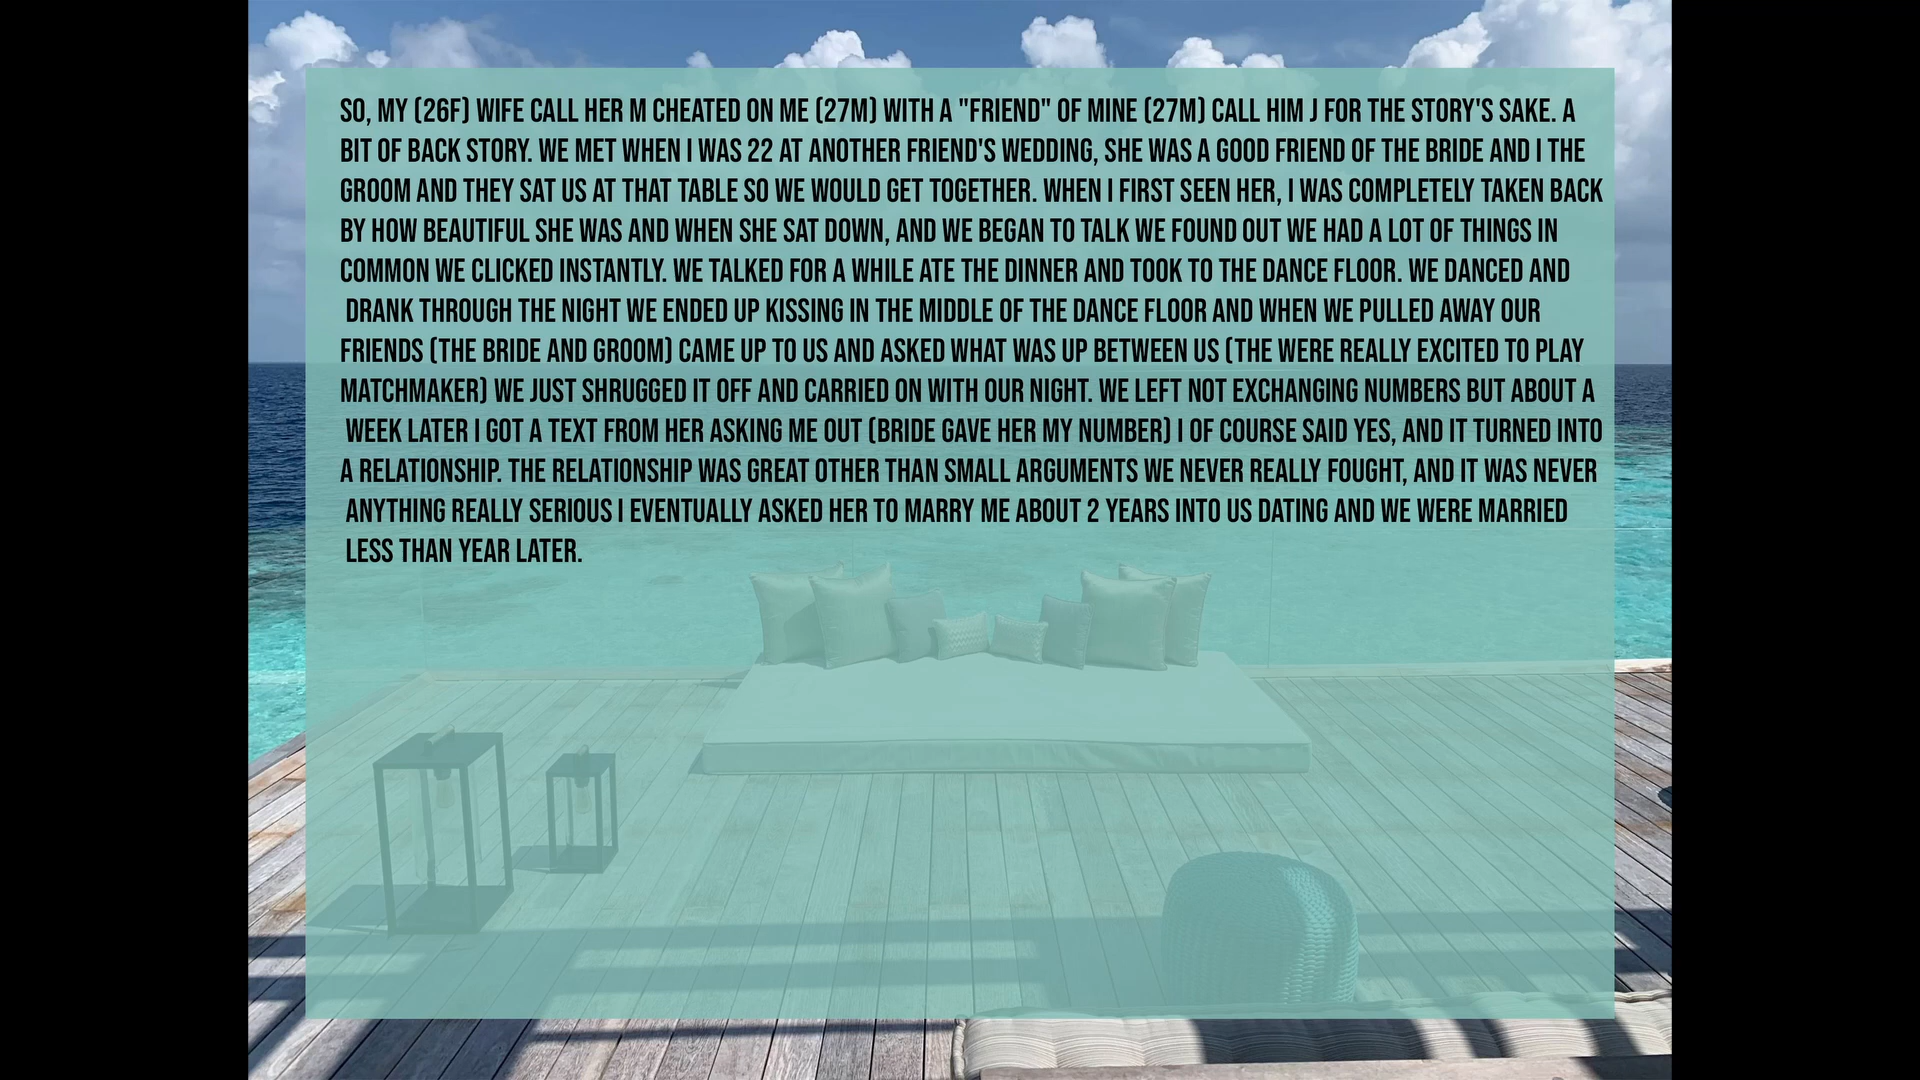 SO, MY (26F) WIFE CALL HER M CHEATED ON ME (27M) WITH A "FRIEND" OF MINE (27M) CALL HIM J FOR THE STORY'S SAKE. A
BIT OF BACK STORY. WE MET WHEN I WAS 22 AT ANOTHER FRIEND'S WEDDING, SHE WAS A GOOD FRIEND OF THE BRIDE AND I THE
GROOM AND THEY SAT US AT THAT TABLE SO WE WOULD GET TOGETHER. WHEN I FIRST SEEN HER, I WAS COMPLETELY TAKEN BACK
BY HOW BEAUTIFUL SHE WAS AND WHEN SHE SAT DOWN, AND WE BEGAN TO TALK WE FOUND OUT WE HAD A LOT OF THINGS IN
COMMON WE CLICKED INSTANTLY. WE TALKED FOR A WHILE ATE THE DINNER AND TOOK TO THE DANCE FLOOR. WE DANCED AND
DRANK THROUGH THE NIGHT WE ENDED UP KISSING IN THE MIDDLE OF THE DANCE FLOOR AND WHEN WE PULLED AWAY OUR
FRIENDS (THE BRIDE AND GROOM) CAME UP TO US AND ASKED WHAT WAS UP BETWEEN US (THE WERE REALLY EXCITED TO PLAY
MATCHMAKER) WE JUST SHRUGGED IT OFF AND CARRIED ON WITH OUR NIGHT. WE LEFT NOT EXCHANGING NUMBERS BUT ABOUT A
WEEK LATER I GOT A TEXT FROM HER ASKING ME OUT (BRIDE GAVE HER MY NUMBER) I OF COURSE SAID YES, AND IT TURNED INTO
A RELATIONSHIP. THE RELATIONSHIP WAS GREAT OTHER THAN SMALL ARGUMENTS WE NEVER REALLY FOUGHT, AND IT WAS NEVER
ANYTHING REALLY SERIOUS I EVENTUALLY ASKED HER TO MARRY ME ABOUT 2 YEARS INTO US DATING AND WE WERE MARRIED
LESS THAN YEAR LATER.